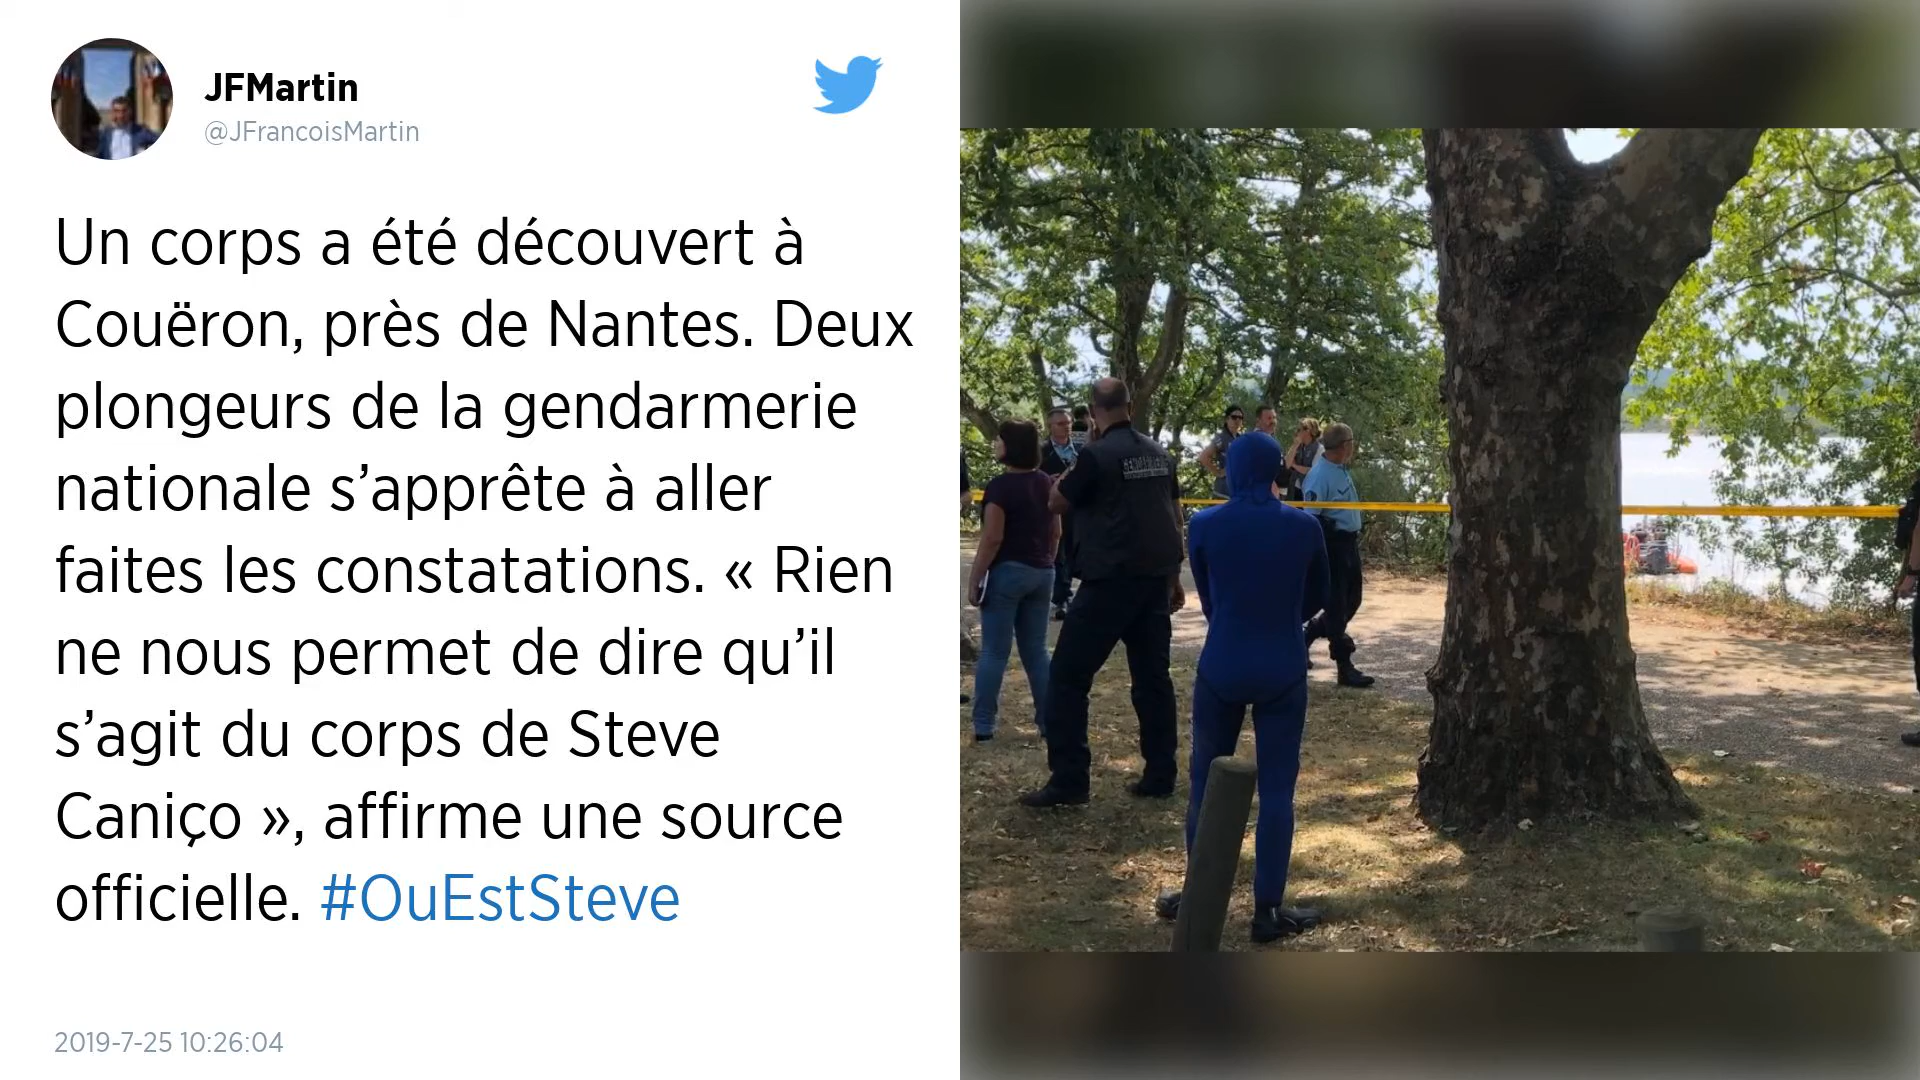 JFMartin
@JFrancoisMartin
Un corps a été découvert à
Couëron, près de Nantes. Deux
plongeurs de la gendarmerie
nationale s’apprête à aller
faites les constatations. « Rien
ne nous permet de dire qu’il
s’agit du corps de Steve
Caniço », affirme une source
officielle. #OuEstSteve
2019-7-25 10:26:04
GENDARMERIE